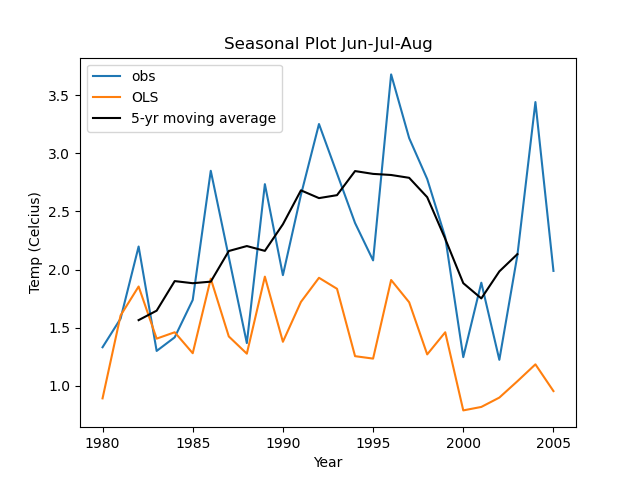 Seasonal Plot Jun-Jul-Aug
obs
OLS
5-yr moving average
3.5
3.0
2.5
2.0
1.5
1.0
Temp (Celcius)
1980 1985 1990 1995 2000 2005
Year